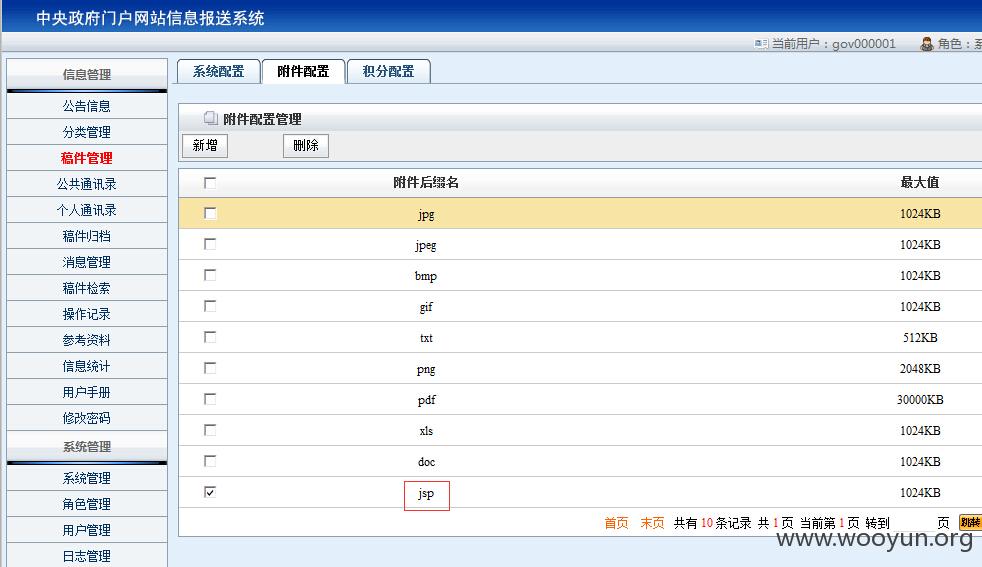 中央政府门户网站信息报送系统
当前用户：gov000001 角色：系
信息管理
公告信息
分类管理
稿件管理
公共通讯录
个人通讯录
稿件归档
消息管理
稿件检索
操作记录
参考资料
信息统计
用户手册
修改密码
系统管理
系统管理
角色管理
用户管理
日志管理
系统配置 附件配置 积分配置
附件配置管理
新增 删除
附件后缀名 最大值
jpg 1024KB
jpeg 1024KB
bmp 1024KB
gif 1024KB
txt 512KB
png 2048KB
pdf 30000KB
xls 1024KB
doc 1024KB
jsp 1024KB
首页 末页 共有10条记录 共1页 当前第1页 转到 页 跳转
www.wooyun.org